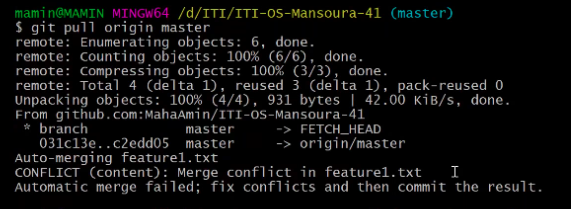 mamin@MAMIN MINGW64 /d/ITI/ITI-OS-Mansoura-41 (master)
$ git pull origin master
remote: Enumerating objects: 6, done.
remote: Counting objects: 100% (6/6), done.
remote: Compressing objects: 100% (3/3), done.
remote: Total 4 (delta 1), reused 3 (delta 1), pack-reused 0
Unpacking objects: 100% (4/4), 931 bytes | 42.00 KiB/s, done.
From github.com:MahaAmin/ITI-OS-Mansoura-41
 * branch            master     -> FETCH_HEAD
   031c13e..c2edd05  master     -> origin/master
Auto-merging feature1.txt
CONFLICT (content): Merge conflict in feature1.txt
Automatic merge failed; fix conflicts and then commit the result.